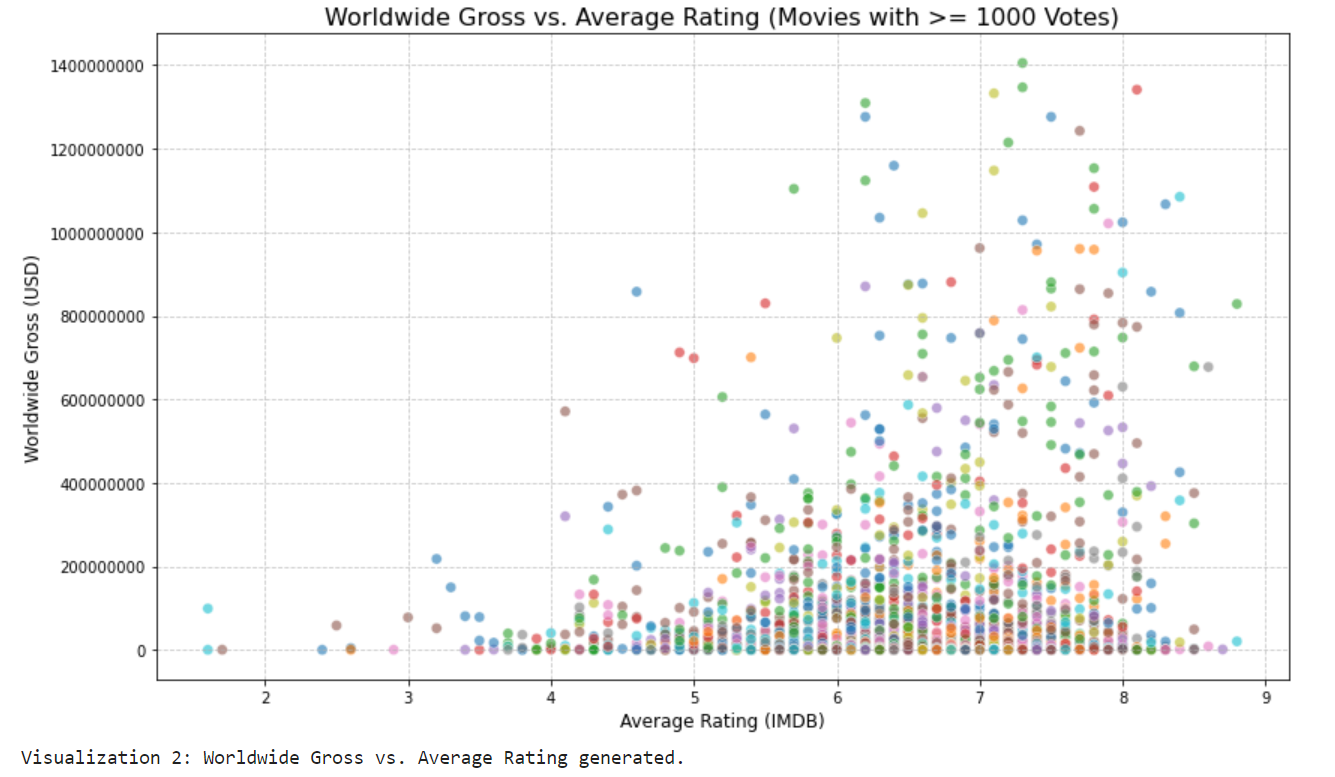 Worldwide Gross vs. Average Rating (Movies with >= 1000 Votes)
1400000000
1200000000
1000000000
800000000
600000000
400000000
200000000
0
Worldwide Gross (USD)
2 3 4 5 6 7 8 9
Average Rating (IMDB)
Visualization 2: Worldwide Gross vs. Average Rating generated.